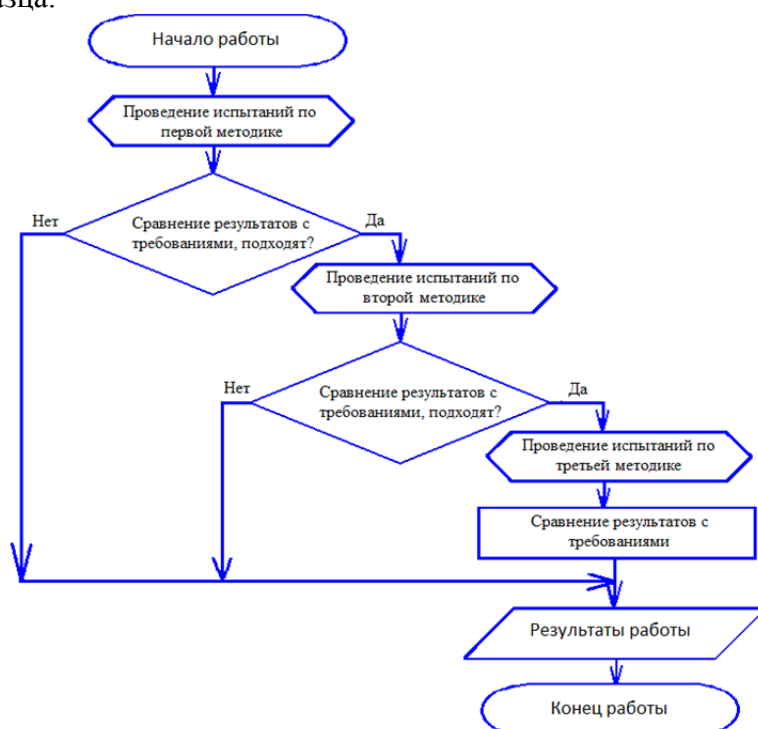 Начало работы
Проведение испытаний по
первой методике
Нет
Да
Сравнение результатов с
требованиями, подходят?
Проведение испытаний по
второй методике
Нет
Да
Сравнение результатов с
требованиями, подходят?
Проведение испытаний по
третьей методике
Сравнение результатов с
требованиями
Результаты работы
Конец работы